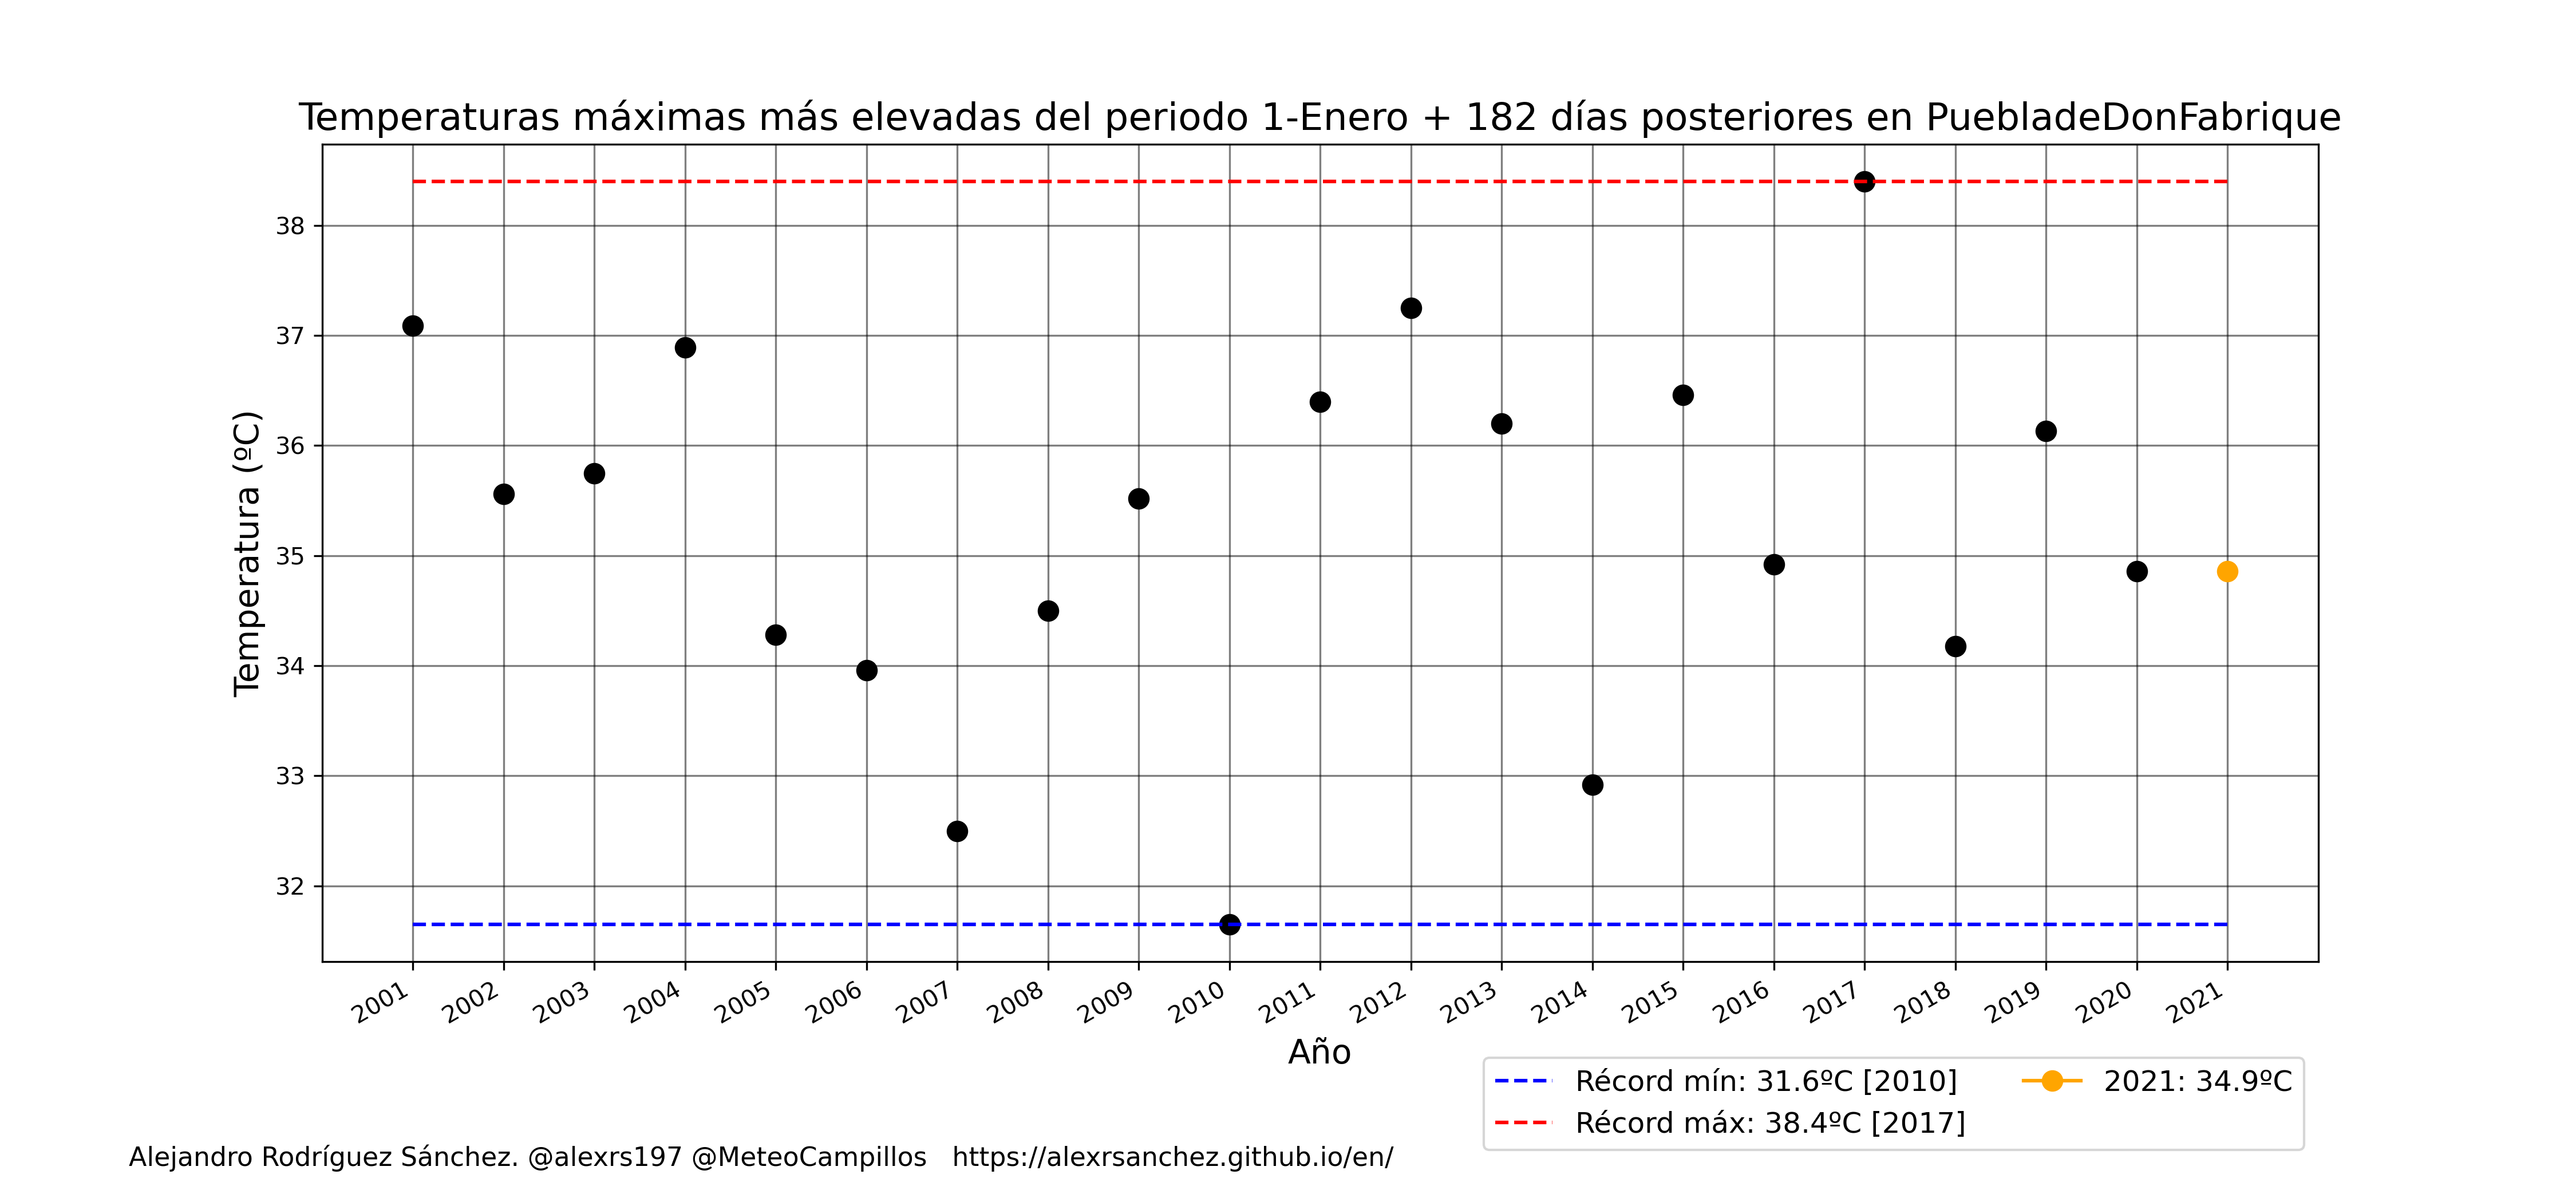 Temperaturas máximas más elevadas del periodo 1-Enero + 182 días posteriores en PuebladeDonFabrique
Temperatura (ºC)
38
37
36
35
34
33
32
2001 2002 2003 2004 2005 2006 2007 2008 2009 2010 2011 2012 2013 2014 2015 2016 2017 2018 2019 2020 2021
Año
Récord mín: 31.6ºC [2010]
Récord máx: 38.4ºC [2017]
2021: 34.9ºC
Alejandro Rodríguez Sánchez. @alexrs197 @MeteoCampillos https://alexrsanchez.github.io/en/